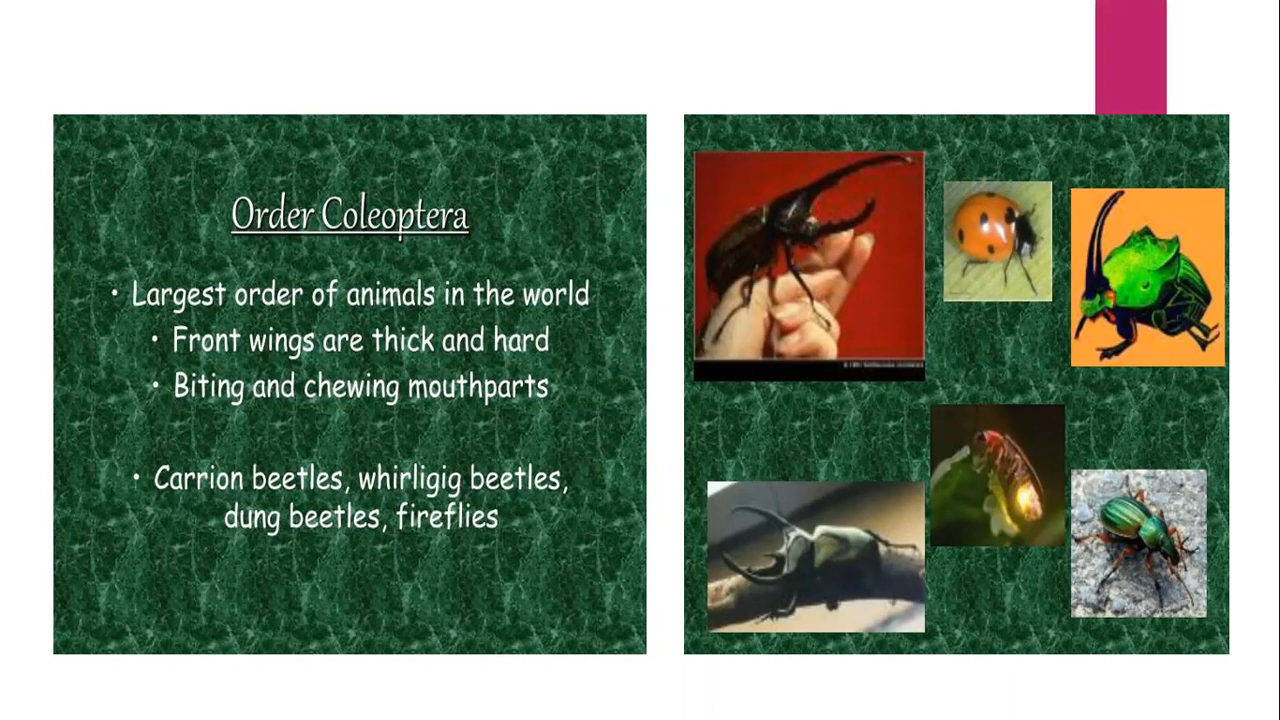 Order Coleoptera
• Largest order of animals in the world
• Front wings are thick and hard
• Biting and chewing mouthparts
• Carrion beetles, whirligig beetles,
dung beetles, fireflies